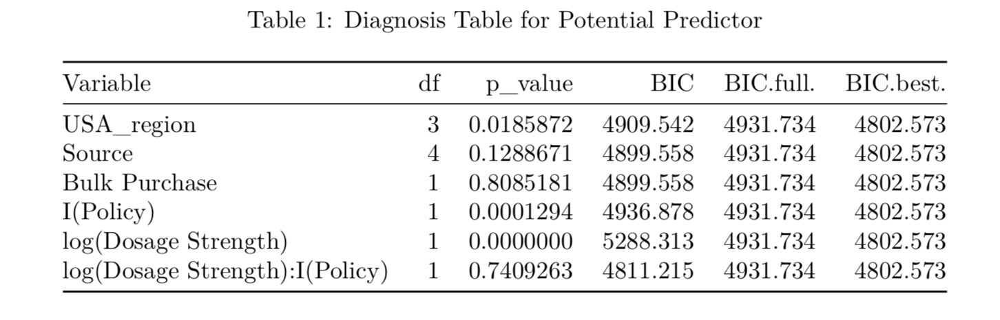 Table 1: Diagnosis Table for Potential Predictor
Variable df p_value BIC BIC.full. BIC.best.
USA_region 3 0.0185872 4909.542 4931.734 4802.573
Source 4 0.1288671 4899.558 4931.734 4802.573
Bulk Purchase 1 0.8085181 4899.558 4931.734 4802.573
I(Policy) 1 0.0001294 4936.878 4931.734 4802.573
log(Dosage Strength) 1 0.0000000 5288.313 4931.734 4802.573
log(Dosage Strength):I(Policy) 1 0.7409263 4811.215 4931.734 4802.573